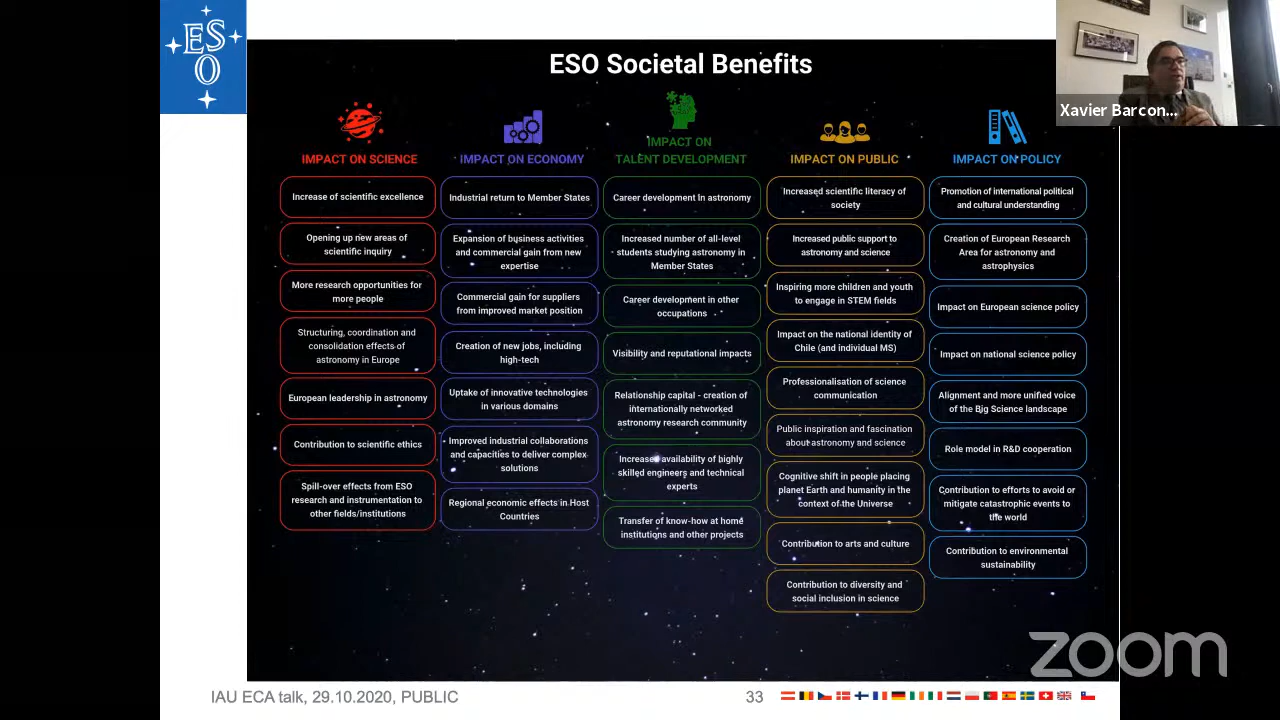 ESO
ESO Societal Benefits
Xavier Barcon...
IMPACT ON SCIENCE
Increase of scientific excellence
Opening up new areas of
scientific inquiry
More research opportunities for
more people
Structuring, coordination and
consolidation effects of
astronomy in Europe
European leadership in astronomy
Contribution to scientific ethics
Spill-over effects from ESO
research and instrumentation to
other fields/institutions
IMPACT ON ECONOMY
Industrial return to Member States
Expansion of business activities
and commercial gain from new
expertise
Commercial gain for suppliers
from improved market position
Creation of new jobs, including
high-tech
Uptake of innovative technologies
in various domains
Improved industrial collaborations
and capacities to deliver complex
solutions
Regional economic effects in Host
Countries
IMPACT ON
TALENT DEVELOPMENT
Career development in astronomy
Increased number of all-level
students studying astronomy in
Member States
Career development in other
occupations
Visibility and reputational impacts
Relationship capital - creation of
internationally networked
astronomy research community
Increased availability of highly
skilled engineers and technical
experts
Transfer of know-how at home
institutions and other projects
IMPACT ON PUBLIC
Increased scientific literacy of
society
Increased public support to
astronomy and science
Inspiring more children and youth
to engage in STEM fields
Impact on the national identity of
Chile (and individual MS)
Professionalisation of science
communication
Public inspiration and fascination
about astronomy and science
Cognitive shift in people placing
planet Earth and humanity in the
context of the Universe
Contribution to arts and culture
Contribution to diversity and
social inclusion in science
IMPACT ON POLICY
Promotion of international political
and cultural understanding
Creation of European Research
Area for astronomy and
astrophysics
Impact on European science policy
Impact on national science policy
Alignment and more unified voice
of the Big Science landscape
Role model in R&D cooperation
Contribution to efforts to avoid or
mitigate catastrophic events to
the world
Contribution to environmental
sustainability
zoom
IAU ECA talk, 29.10.2020, PUBLIC
33